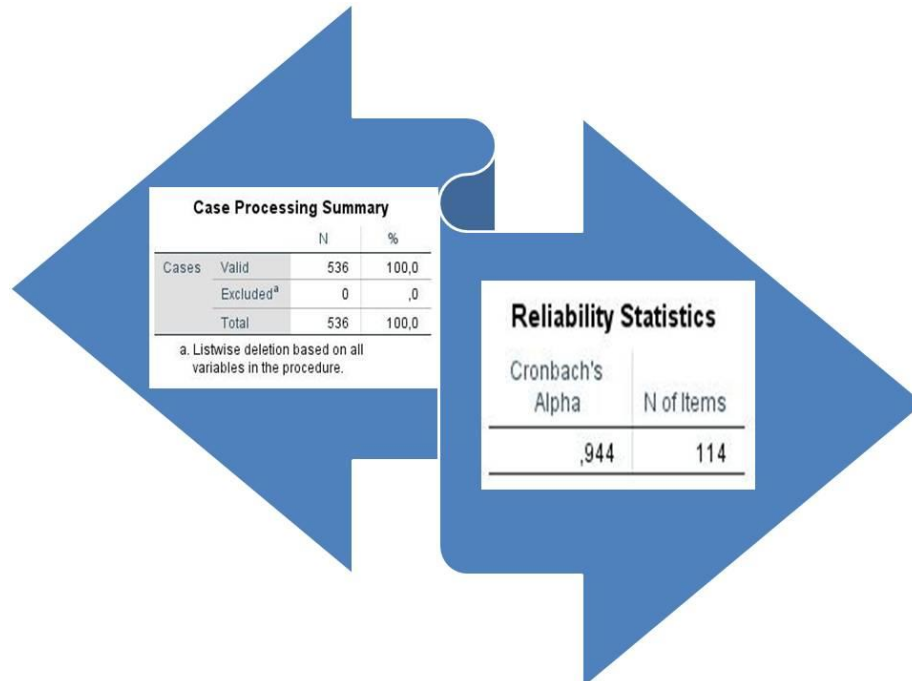 Case Processing Summary
N %
Cases Valid 536 100,0
Excludedᵃ 0 ,0
Total 536 100,0
a. Listwise deletion based on all
variables in the procedure.
Reliability Statistics
Cronbach's
Alpha N of Items
,944 114